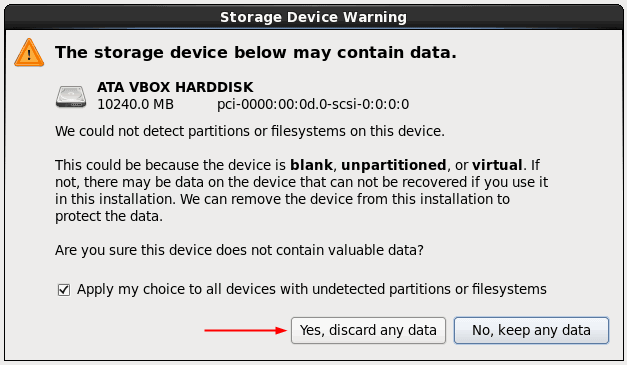 Storage Device Warning
The storage device below may contain data.
ATA VBOX HARDDISK
10240.0 MB pci-0000:00:0d.0-scsi-0:0:0:0
We could not detect partitions or filesystems on this device.
This could be because the device is blank, unpartitioned, or virtual. If
not, there may be data on the device that can not be recovered if you use it
in this installation. We can remove the device from this installation to
protect the data.
Are you sure this device does not contain valuable data?
Apply my choice to all devices with undetected partitions or filesystems
Yes, discard any data No, keep any data